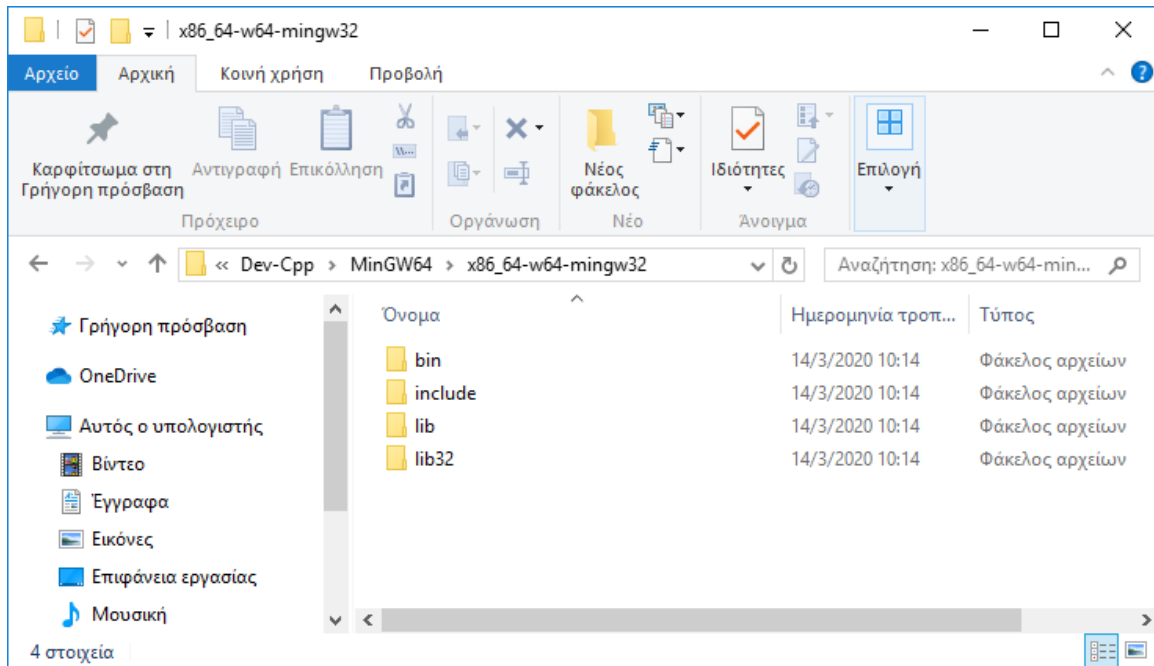 x86_64-w64-mingw32
Αρχείο Αρχική Κοινή χρήση Προβολή
Καρφίτσωμα στη Γρήγορη πρόσβαση
Αντιγραφή
Επικόλληση
Νέος φάκελος
Ιδιότητες
Επιλογή
Πρόχειρο Οργάνωση Νέο Άνοιγμα
« Dev-Cpp > MinGW64 > x86_64-w64-mingw32
Αναζήτηση: x86_64-w64-min...
Γρήγορη πρόσβαση
OneDrive
Αυτός ο υπολογιστής
Βίντεο
Έγγραφα
Εικόνες
Επιφάνεια εργασίας
Μουσική
Όνομα Ημερομηνία τροπ... Τύπος
bin 14/3/2020 10:14 Φάκελος αρχείων
include 14/3/2020 10:14 Φάκελος αρχείων
lib 14/3/2020 10:14 Φάκελος αρχείων
lib32 14/3/2020 10:14 Φάκελος αρχείων
4 στοιχεία